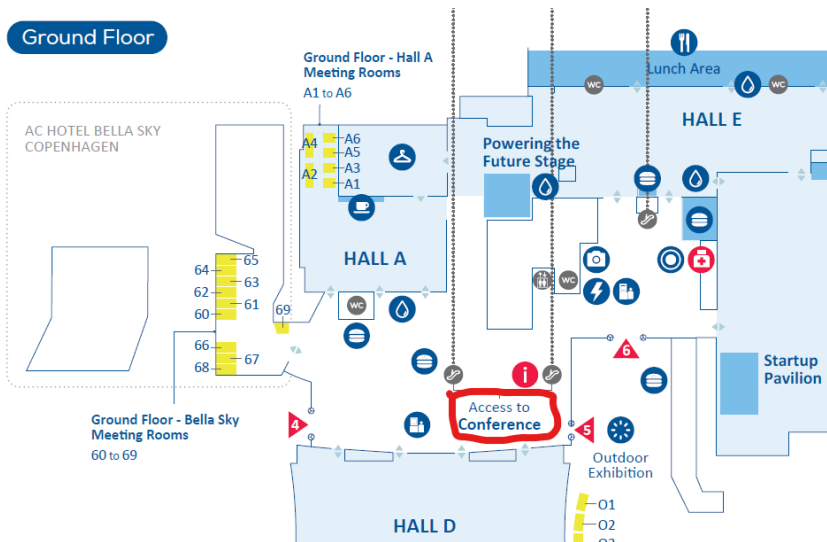 Ground Floor
AC HOTEL BELLA SKY
COPENHAGEN
Ground Floor - Hall A
Meeting Rooms
A1 to A6
A4
A6
A5
A2
A3
A1
Powering the
Future Stage
Lunch Area
WC
WC
HALL E
HALL A
WC
WC
65
64
63
62
61
60
69
66
67
68
Ground Floor - Bella Sky
Meeting Rooms
60 to 69
4
i
6
Startup
Pavilion
Access to
Conference
5
Outdoor
Exhibition
HALL D
O1
O2